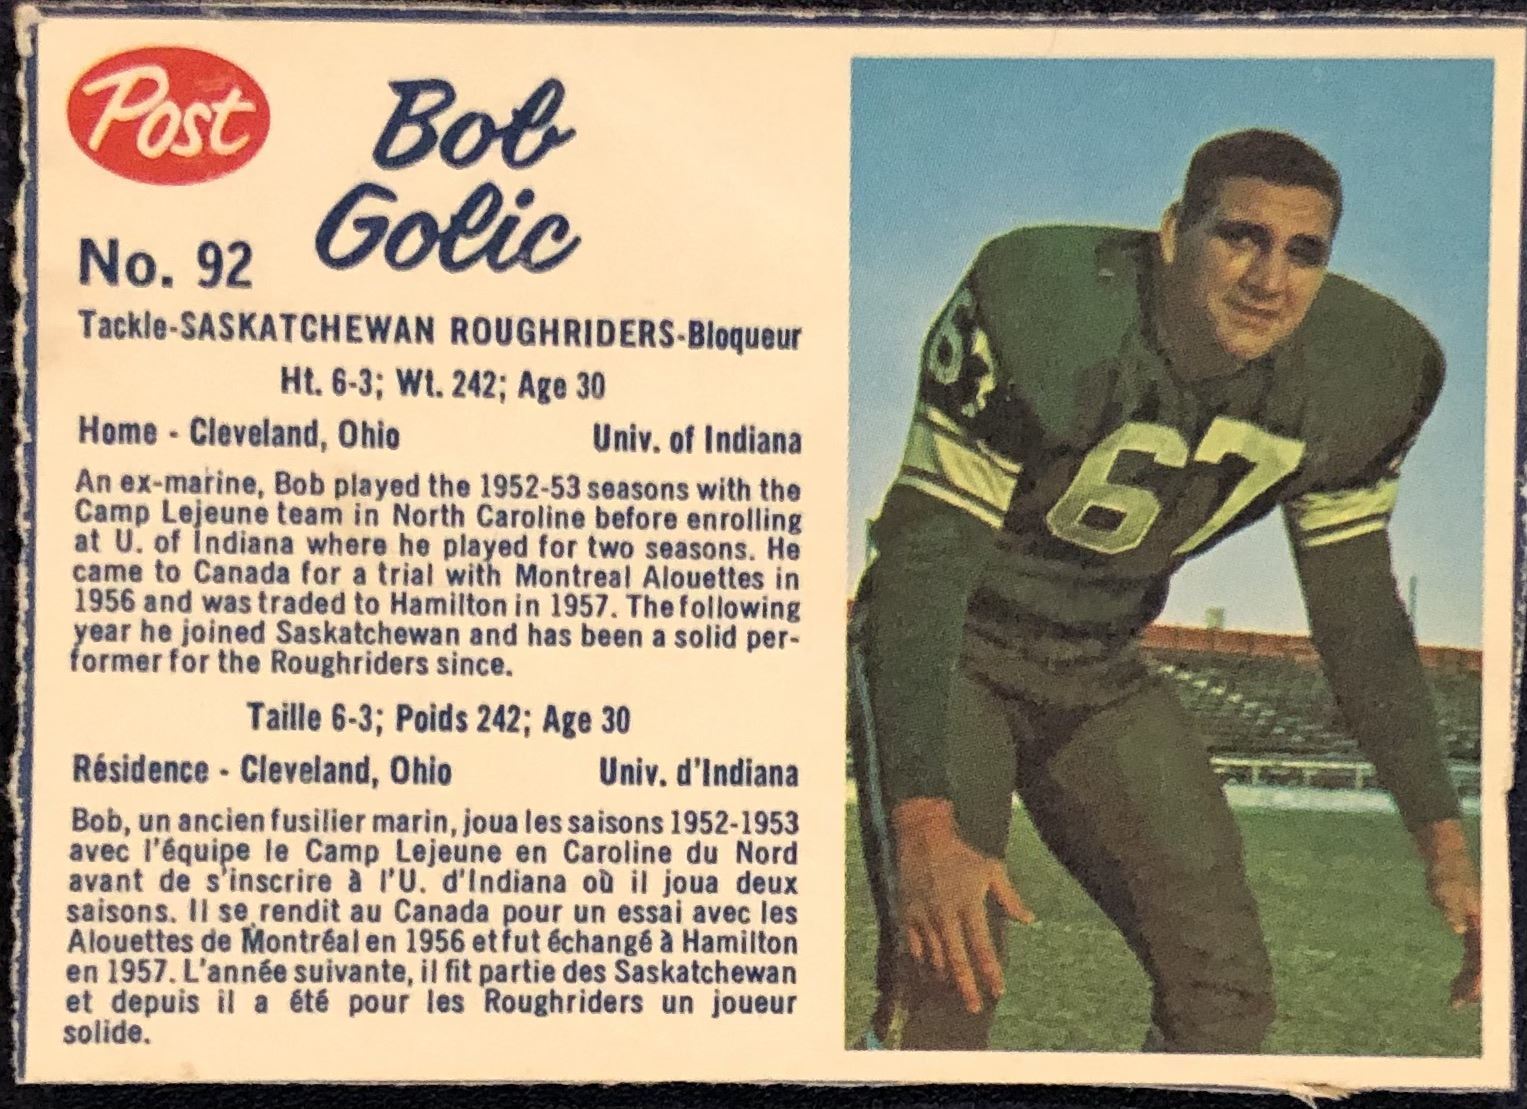 Post
Bob
Golic
No. 92
Tackle-SASKATCHEWAN ROUGHRIDERS-Bloqueur
Ht. 6-3; Wt. 242; Age 30
Home - Cleveland, Ohio Univ. of Indiana
An ex-marine, Bob played the 1952-53 seasons with the
Camp Lejeune team in North Caroline before enrolling
at U. of Indiana where he played for two seasons. He
came to Canada for a trial with Montreal Alouettes in
1956 and was traded to Hamilton in 1957. The following
year he joined Saskatchewan and has been a solid per-
former for the Roughriders since.
Taille 6-3; Poids 242; Age 30
Résidence - Cleveland, Ohio Univ. d'Indiana
Bob, un ancien fusilier marin, joua les saisons 1952-1953
avec l'équipe le Camp Lejeune en Caroline du Nord
avant de s'inscrire à l'U. d'Indiana où il joua deux
saisons. Il se rendit au Canada pour un essai avec les
Alouettes de Montréal en 1956 et fut échangé à Hamilton
en 1957. L'année suivante, il fit partie des Saskatchewan
et depuis il a été pour les Roughriders un joueur
solide.
67
67